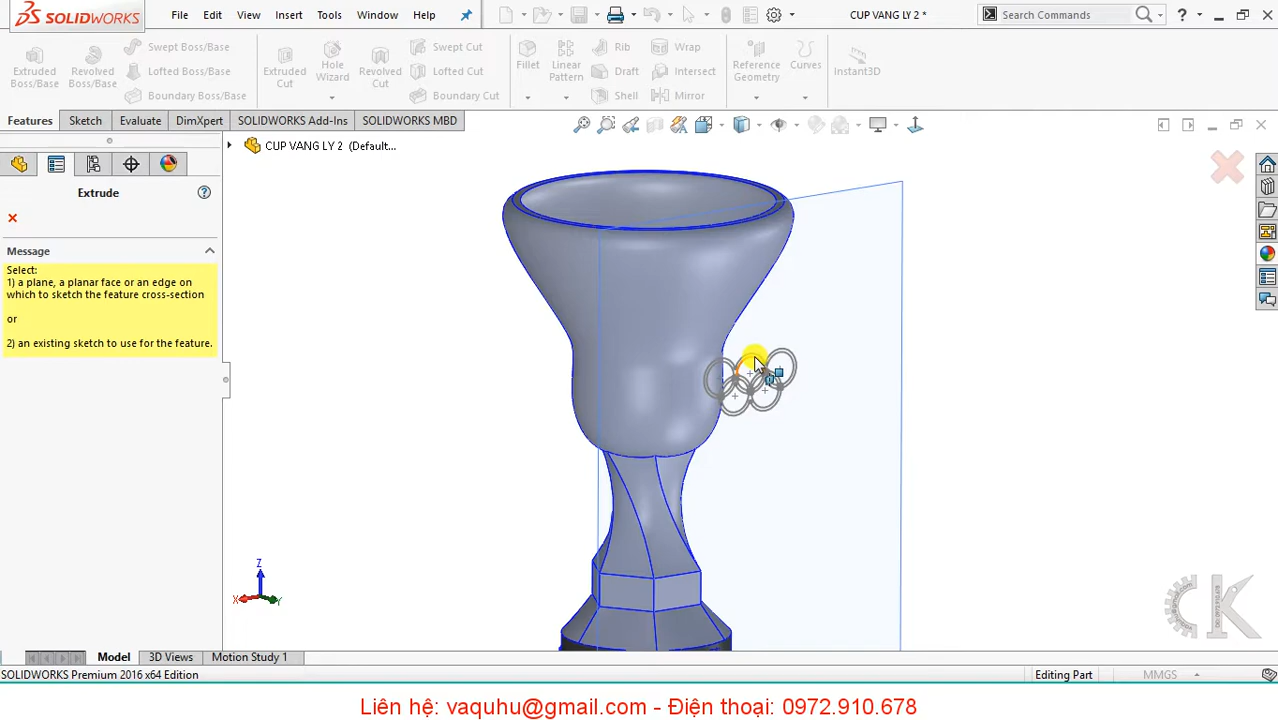 SOLIDWORKS
File Edit View Insert Tools Window Help
CUP VANG LY 2 *
Search Commands
Extruded Boss/Base
Revolved Boss/Base
Swept Boss/Base
Lofted Boss/Base
Boundary Boss/Base
Extruded Cut
Hole Wizard
Revolved Cut
Swept Cut
Lofted Cut
Boundary Cut
Fillet
Linear Pattern
Rib
Draft
Shell
Wrap
Intersect
Mirror
Reference Geometry
Curves
Instant3D
Features Sketch Evaluate DimXpert SOLIDWORKS Add-Ins SOLIDWORKS MBD
CUP VANG LY 2 (Default...
Extrude
Message
Select:
1) a plane, a planar face or an edge on
which to sketch the feature cross-section
or
2) an existing sketch to use for the feature.
Z
X
Y
CK
Model 3D Views Motion Study 1
SOLIDWORKS Premium 2016 x64 Edition
Editing Part
MMGS
Liên hệ: vaquhu@gmail.com - Điện thoại: 0972.910.678